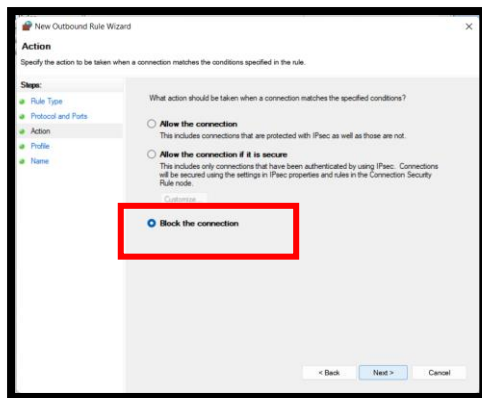 New Outbound Rule Wizard
Action
Specify the action to be taken when a connection matches the conditions specified in the rule.
Steps:
Rule Type
Protocol and Ports
Action
Profile
Name
What action should be taken when a connection matches the specified conditions?
Allow the connection
This includes connections that are protected with IPsec as well as those are not.
Allow the connection if it is secure
This includes only connections that have been authenticated by using IPsec. Connections
will be secured using the settings in IPsec properties and rules in the Connection Security
Rule node.
Customize...
Block the connection
< Back
Next >
Cancel